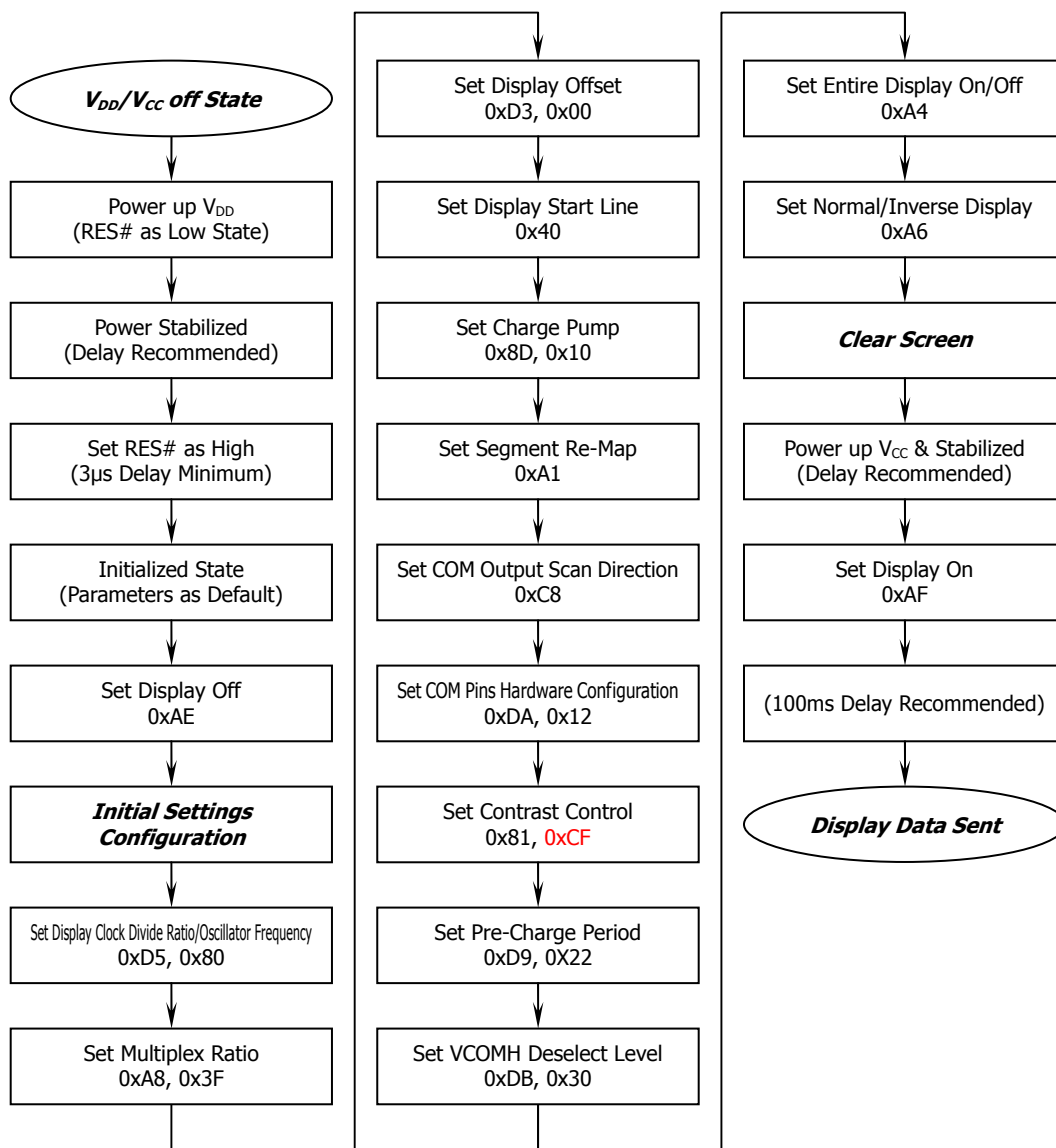 V_DD/V_CC off State
Power up V_DD
(RES# as Low State)
Power Stabilized
(Delay Recommended)
Set RES# as High
(3µs Delay Minimum)
Initialized State
(Parameters as Default)
Set Display Off
0xAE
Initial Settings
Configuration
Set Display Clock Divide Ratio/Oscillator Frequency
0xD5, 0x80
Set Multiplex Ratio
0xA8, 0x3F
Set Display Offset
0xD3, 0x00
Set Display Start Line
0x40
Set Charge Pump
0x8D, 0x10
Set Segment Re-Map
0xA1
Set COM Output Scan Direction
0xC8
Set COM Pins Hardware Configuration
0xDA, 0x12
Set Contrast Control
0x81, 0xCF
Set Pre-Charge Period
0xD9, 0X22
Set VCOMH Deselect Level
0xDB, 0x30
Set Entire Display On/Off
0xA4
Set Normal/Inverse Display
0xA6
Clear Screen
Power up V_CC & Stabilized
(Delay Recommended)
Set Display On
0xAF
(100ms Delay Recommended)
Display Data Sent